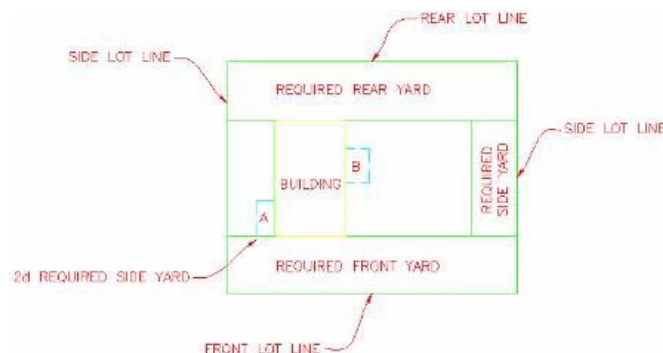 REAR LOT LINE
SIDE LOT LINE
REQUIRED REAR YARD
SIDE LOT LINE
B
REQUIRED
SIDE YARD
BUILDING
A
2d REQUIRED SIDE YARD
REQUIRED FRONT YARD
FRONT LOT LINE